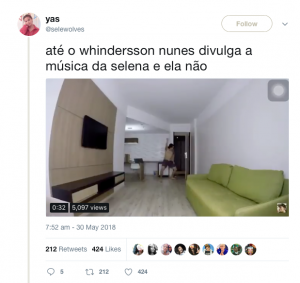 yas
@selewolves
Follow
até o whindersson nunes divulga a
música da selena e ela não
0:32 5,097 views
7:52 am - 30 May 2018
212 Retweets 424 Likes
5 212 424